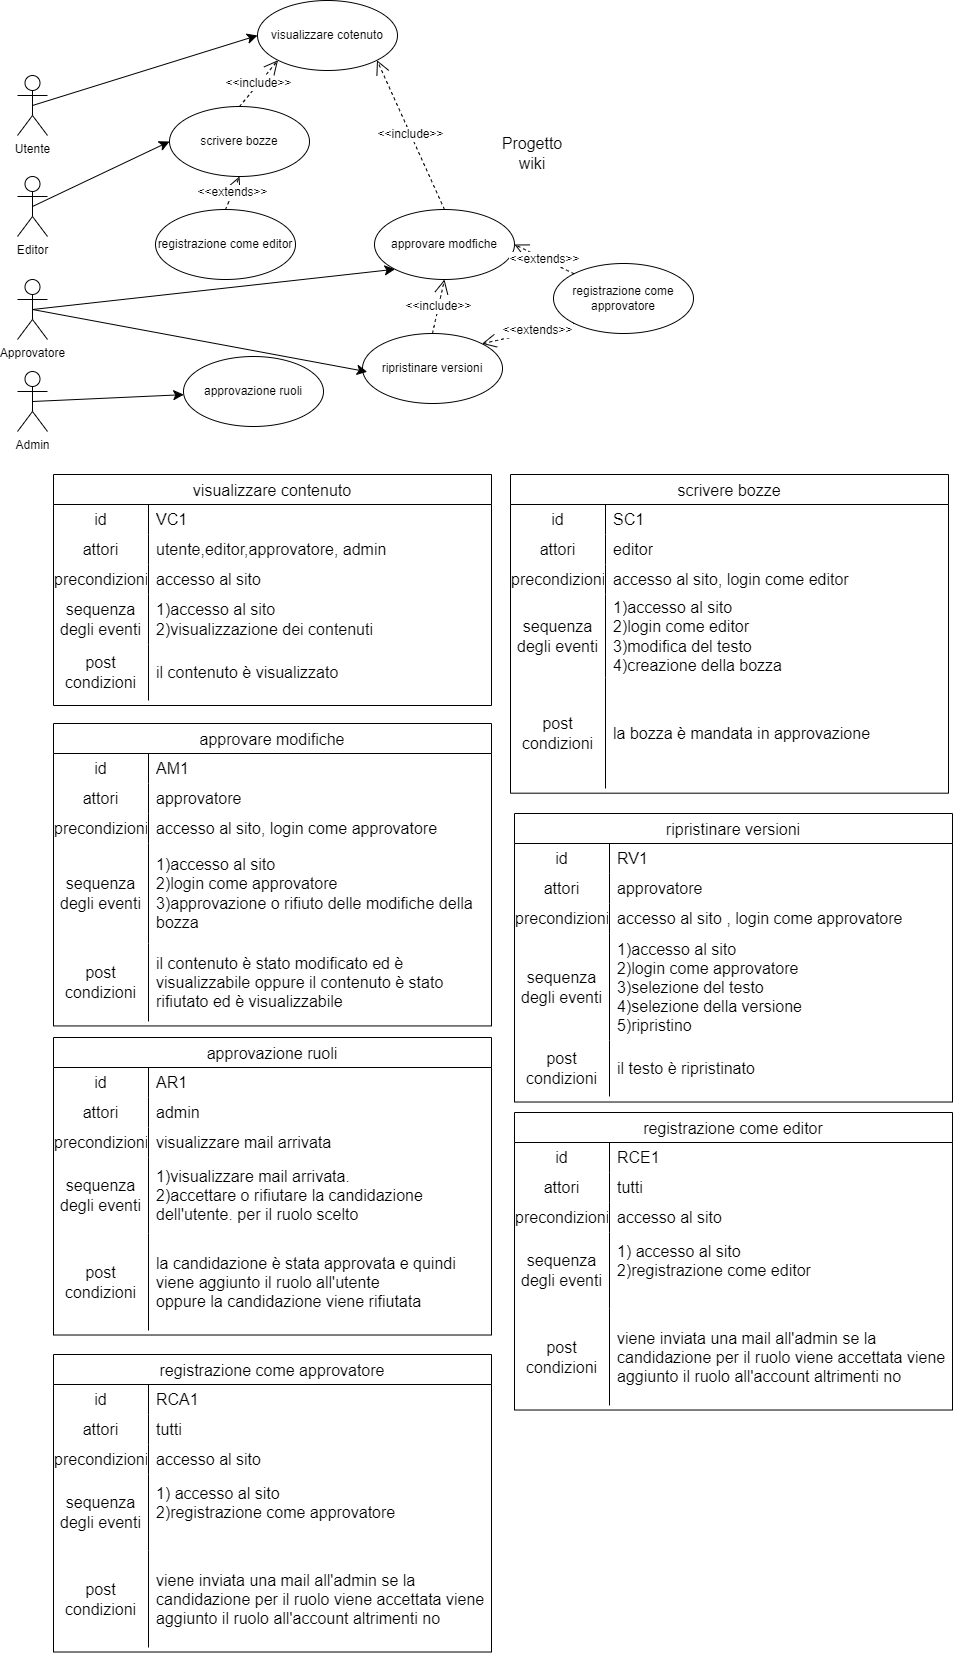 visualizzare cotenuto
<<include>>
Utente
scrivere bozze
<<include>>
Progetto
wiki
Editor
<<extends>>
registrazione come editor
approvare modfiche
<<extends>>
registrazione come
approvatore
<<include>>
Approvatore
<<extends>>
ripristinare versioni
approvazione ruoli
Admin
visualizzare contenuto
id
VC1
attori
utente,editor,approvatore, admin
precondizioni
accesso al sito
sequenza
degli eventi
1)accesso al sito
2)visualizzazione dei contenuti
post
condizioni
il contenuto è visualizzato
scrivere bozze
id
SC1
attori
editor
precondizioni
accesso al sito, login come editor
sequenza
degli eventi
1)accesso al sito
2)login come editor
3)modifica del testo
4)creazione della bozza
post
condizioni
la bozza è mandata in approvazione
approvare modifiche
id
AM1
attori
approvatore
precondizioni
accesso al sito, login come approvatore
sequenza
degli eventi
1)accesso al sito
2)login come approvatore
3)approvazione o rifiuto delle modifiche della
bozza
post
condizioni
il contenuto è stato modificato ed è
visualizzabile oppure il contenuto è stato
rifiutato ed è visualizzabile
ripristinare versioni
id
RV1
attori
approvatore
precondizioni
accesso al sito , login come approvatore
sequenza
degli eventi
1)accesso al sito
2)login come approvatore
3)selezione del testo
4)selezione della versione
5)ripristino
post
condizioni
il testo è ripristinato
approvazione ruoli
id
AR1
attori
admin
precondizioni
visualizzare mail arrivata
sequenza
degli eventi
1)visualizzare mail arrivata.
2)accettare o rifiutare la candidazione
dell'utente. per il ruolo scelto
post
condizioni
la candidazione è stata approvata e quindi
viene aggiunto il ruolo all'utente
oppure la candidazione viene rifiutata
registrazione come editor
id
RCE1
attori
tutti
precondizioni
accesso al sito
sequenza
degli eventi
1) accesso al sito
2)registrazione come editor
post
condizioni
viene inviata una mail all'admin se la
candidazione per il ruolo viene accettata viene
aggiunto il ruolo all'account altrimenti no
registrazione come approvatore
id
RCA1
attori
tutti
precondizioni
accesso al sito
sequenza
degli eventi
1) accesso al sito
2)registrazione come approvatore
post
condizioni
viene inviata una mail all'admin se la
candidazione per il ruolo viene accettata viene
aggiunto il ruolo all'account altrimenti no